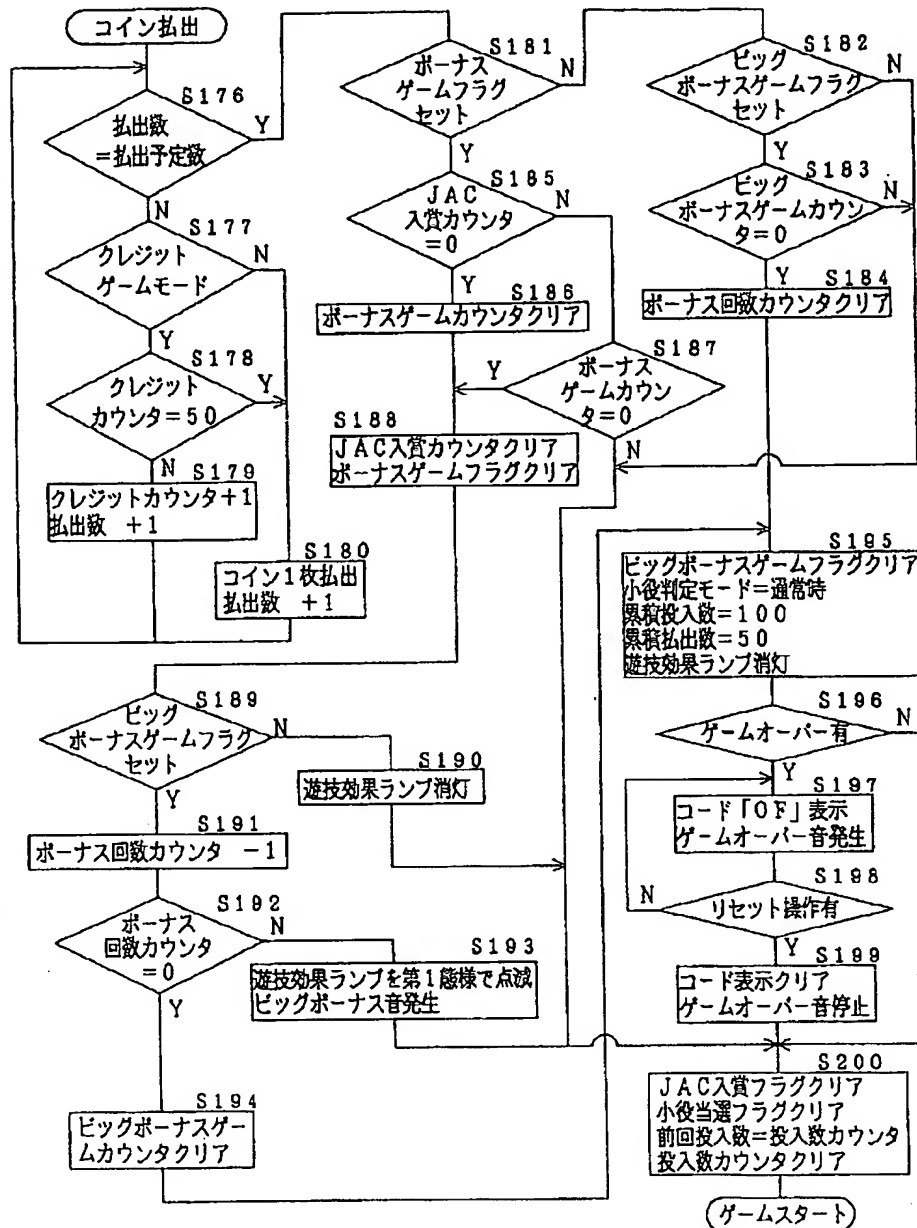 コイン払出
S176
払出数
=払出予定数
Y
N
S177
クレジット
ゲームモード
N
Y
S178
クレジット
カウンタ=50
Y
N
S179
クレジットカウンタ+1
払出数 +1
S180
コイン1枚払出
払出数 +1
S181
ボーナス
ゲームフラグ
セット
N
Y
S182
ビッグ
ボーナスゲームフラグ
セット
N
Y
S183
ビッグ
ボーナスゲームカウン
タ=0
N
Y
S184
ボーナス回数カウンタクリア
S185
JAC
入賞カウンタ
=0
N
Y
S186
ボーナスゲームカウンタクリア
S187
ボーナス
ゲームカウン
タ=0
Y
N
S188
JAC入賞カウンタクリア
ボーナスゲームフラグクリア
S189
ビッグ
ボーナスゲームフラグ
セット
N
Y
S190
遊技効果ランプ消灯
S191
ボーナス回数カウンタ -1
S192
ボーナス
回数カウンタ
=0
N
Y
S193
遊技効果ランプを第1態様で点滅
ビッグボーナス音発生
S194
ビッグボーナスゲー
ムカウンタクリア
S195
ビッグボーナスゲームフラグクリア
小役判定モード=通常時
累積投入数=100
累積払出数=50
遊技効果ランプ消灯
S196
ゲームオーバー有
N
Y
S197
コード「OF」表示
ゲームオーバー音発生
S198
リセット操作有
N
Y
S199
コード表示クリア
ゲームオーバー音停止
S200
JAC入賞フラグクリア
小役当選フラグクリア
前回投入数=投入数カウンタ
投入数カウンタクリア
ゲームスタート